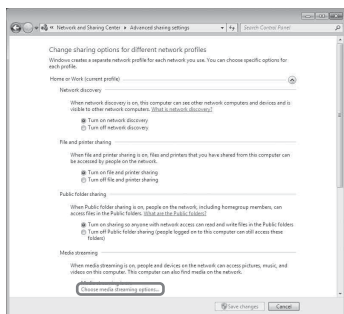 « Network and Sharing Center ▸ Advanced sharing settings
Search Control Panel
Change sharing options for different network profiles
Windows creates a separate network profile for each network you use. You can choose specific options for
each profile.
Home or Work (current profile)
Network discovery
When network discovery is on, this computer can see other network computers and devices and is
visible to other network computers. What is network discovery?
Turn on network discovery
Turn off network discovery
File and printer sharing
When file and printer sharing is on, files and printers that you have shared from this computer can
be accessed by people on the network.
Turn on file and printer sharing
Turn off file and printer sharing
Public folder sharing
When Public folder sharing is on, people on the network, including homegroup members, can
access files in the Public folders. What are the Public folders?
Turn on sharing so anyone with network access can read and write files in the Public folders
Turn off Public folder sharing (people logged on to this computer can still access these
folders)
Media streaming
When media streaming is on, people and devices on the network can access pictures, music, and
videos on this computer. This computer can also find media on the network.
Choose media streaming options...
Save changes
Cancel